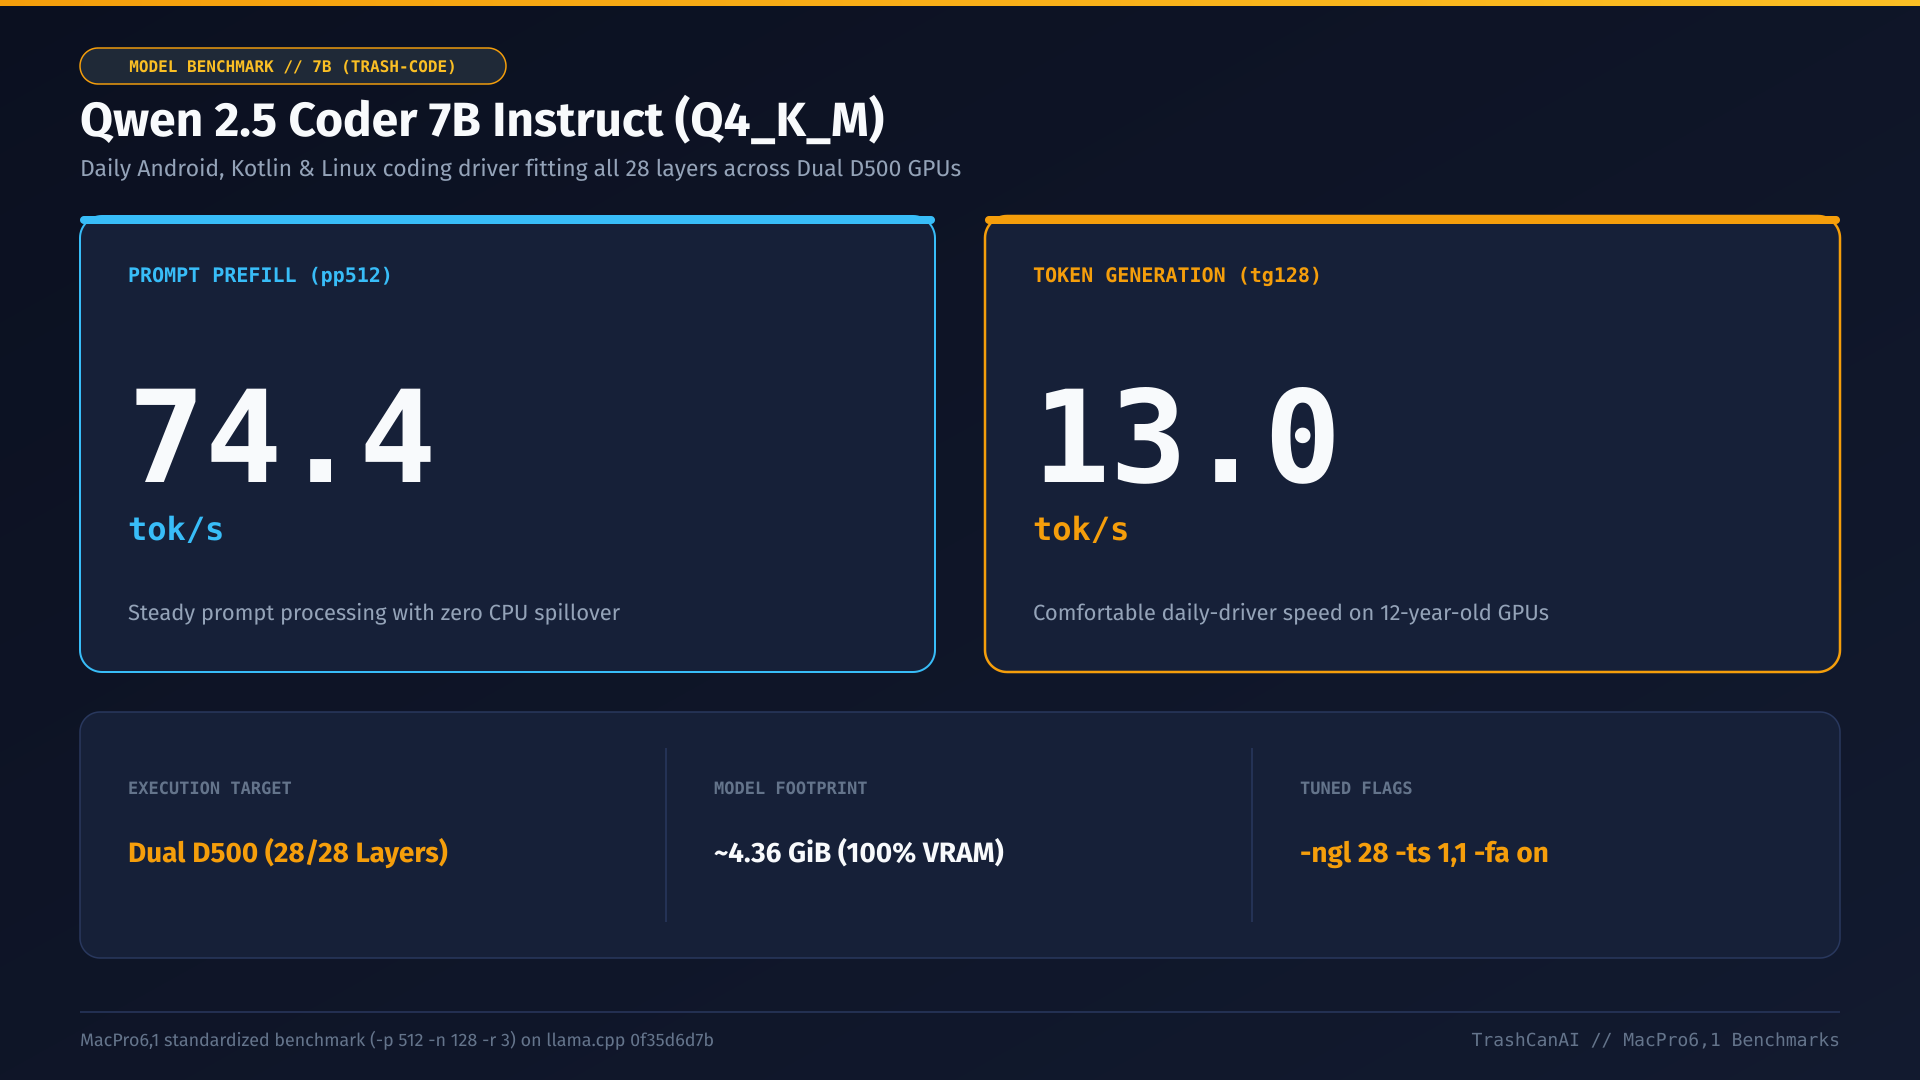 MODEL BENCHMARK // 7B (TRASH-CODE)
Qwen 2.5 Coder 7B Instruct (Q4_K_M)
Daily Android, Kotlin & Linux coding driver fitting all 28 layers across Dual D500 GPUs
PROMPT PREFILL (pp512)
74.4
tok/s
Steady prompt processing with zero CPU spillover
TOKEN GENERATION (tg128)
13.0
tok/s
Comfortable daily-driver speed on 12-year-old GPUs
EXECUTION TARGET
Dual D500 (28/28 Layers)
MODEL FOOTPRINT
~4.36 GiB (100% VRAM)
TUNED FLAGS
-ngl 28 -ts 1,1 -fa on
MacPro6,1 standardized benchmark (-p 512 -n 128 -r 3) on llama.cpp 0f35d6d7b
TrashCanAI // MacPro6,1 Benchmarks